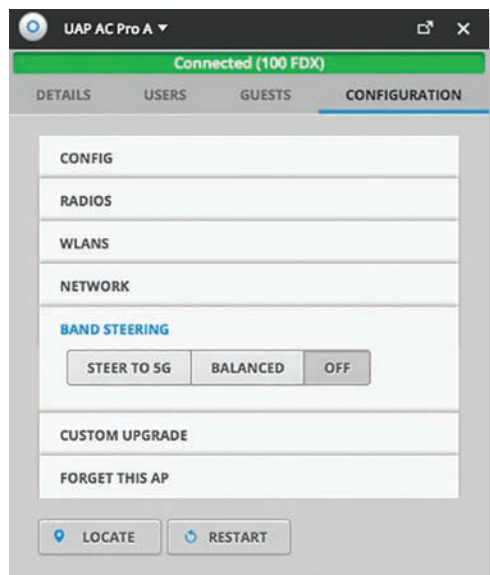 UAP AC Pro A
Connected (100 FDX)
DETAILS USERS GUESTS CONFIGURATION
CONFIG
RADIOS
WLANS
NETWORK
BAND STEERING
STEER TO 5G BALANCED OFF
CUSTOM UPGRADE
FORGET THIS AP
LOCATE RESTART